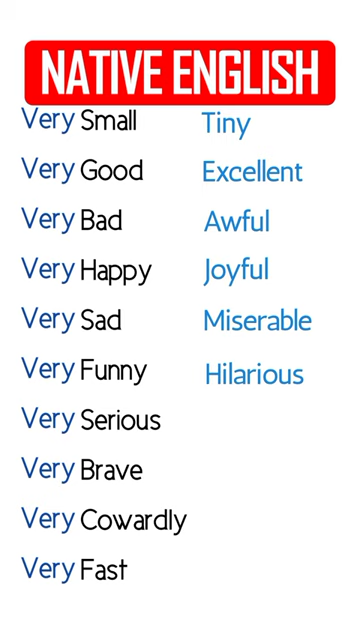 NATIVE ENGLISH
Very Small Tiny
Very Good Excellent
Very Bad Awful
Very Happy Joyful
Very Sad Miserable
Very Funny Hilarious
Very Serious
Very Brave
Very Cowardly
Very Fast